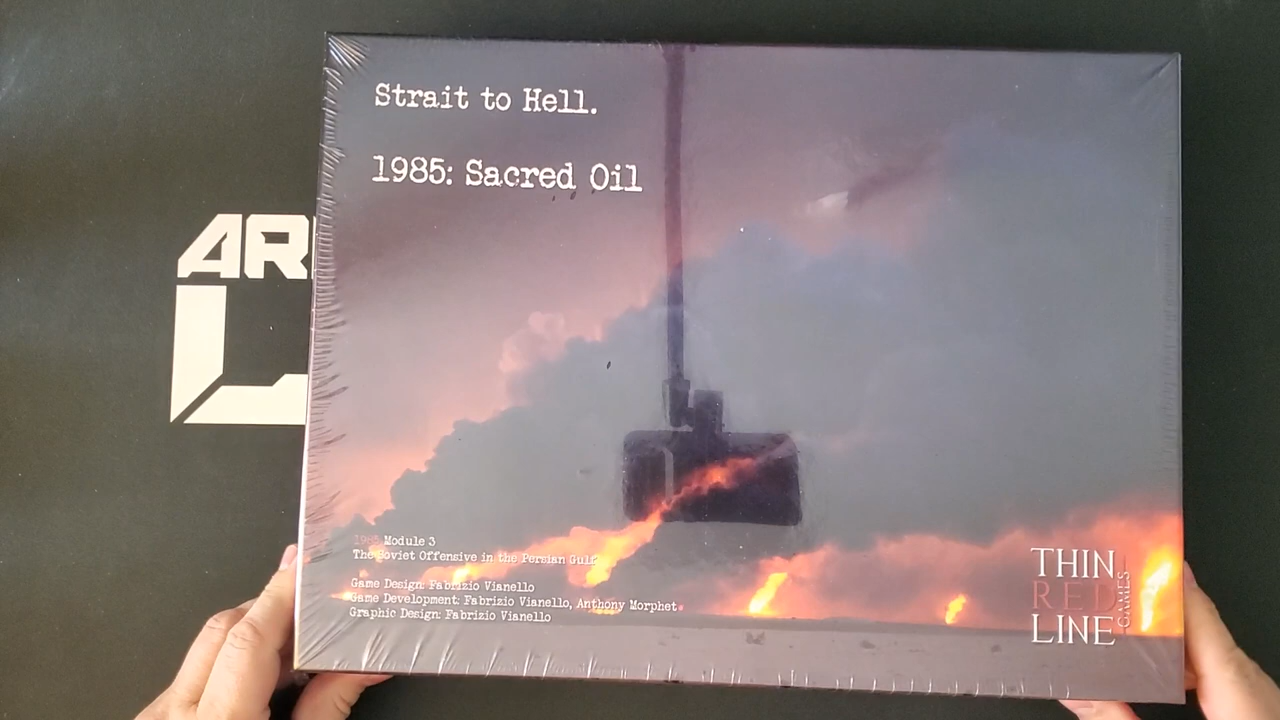 Strait to Hell.
1985: Sacred Oil
AR
1985 Module 3
The Soviet Offensive in the Persian Gulf
Game Design: Fabrizio Vianello
Game Development: Fabrizio Vianello, Anthony Morphet
Graphic Design: Fabrizio Vianello
THIN
RED
LINE
GAMES